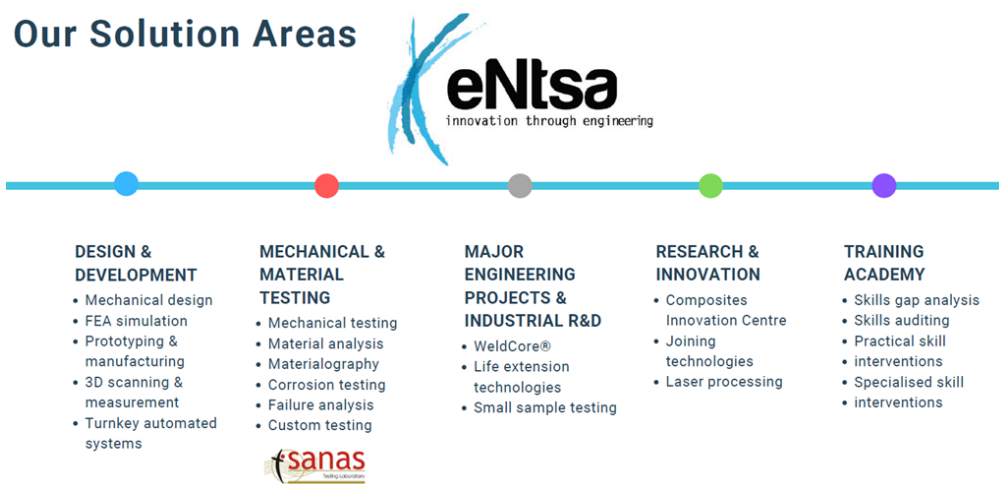 Our Solution Areas
eNtsa
innovation through engineering
DESIGN &
DEVELOPMENT
• Mechanical design
• FEA simulation
• Prototyping &
manufacturing
• 3D scanning &
measurement
• Turnkey automated
systems
MECHANICAL &
MATERIAL
TESTING
• Mechanical testing
• Material analysis
• Materialography
• Corrosion testing
• Failure analysis
• Custom testing
sanas
Testing Laboratory
MAJOR
ENGINEERING
PROJECTS &
INDUSTRIAL R&D
• WeldCore®
• Life extension
technologies
• Small sample testing
RESEARCH &
INNOVATION
• Composites
Innovation Centre
• Joining
technologies
• Laser processing
TRAINING
ACADEMY
• Skills gap analysis
• Skills auditing
• Practical skill
• interventions
• Specialised skill
• interventions